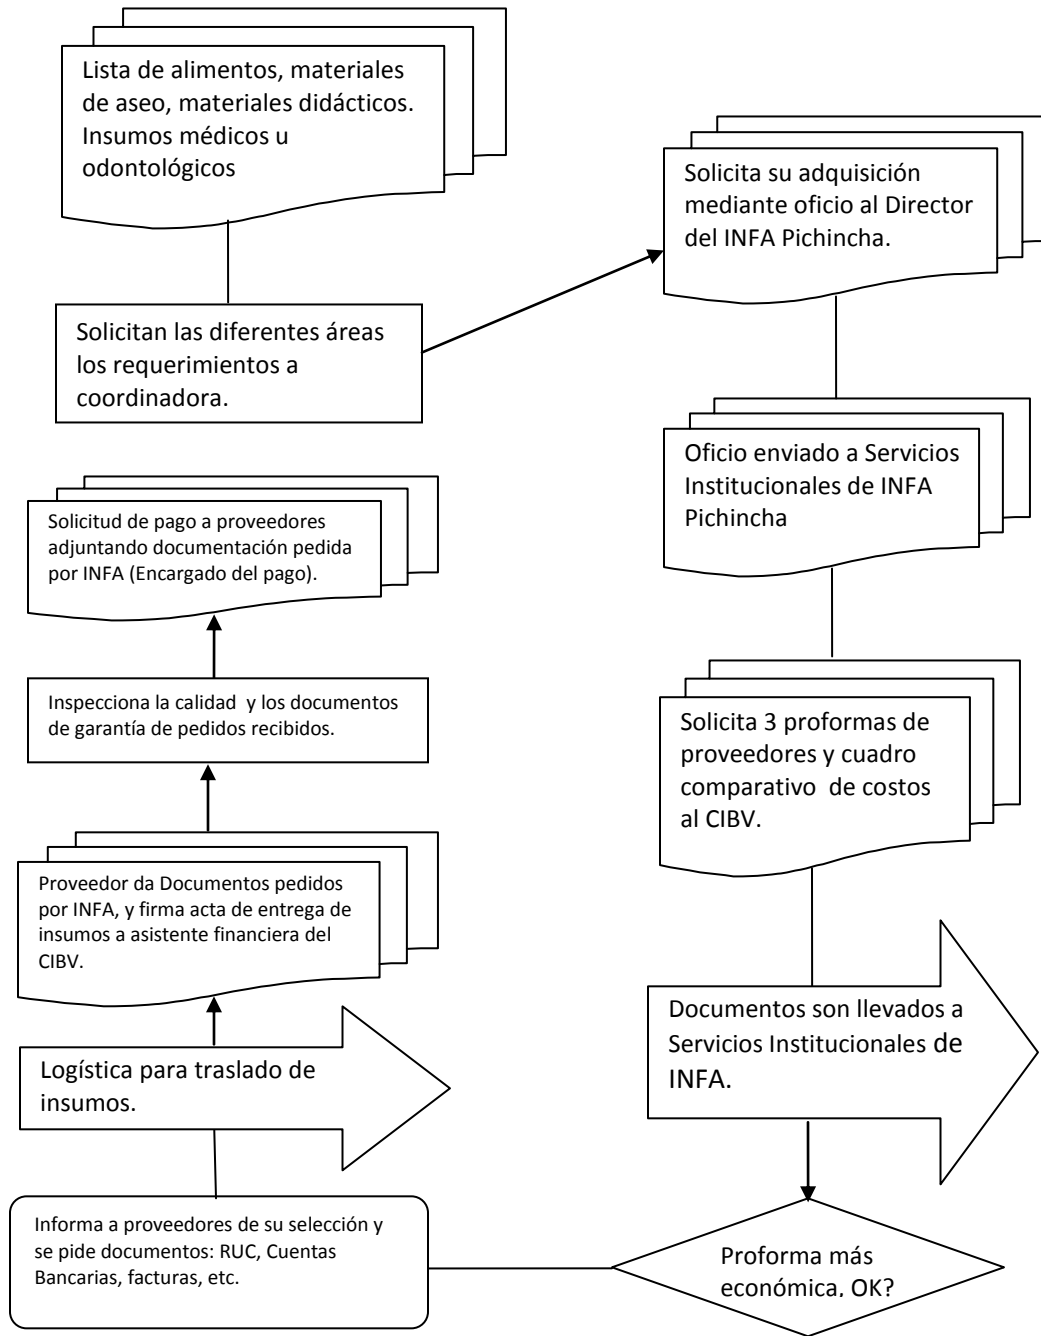 Lista de alimentos, materiales
de aseo, materiales didácticos.
Insumos médicos u
odontológicos
Solicitan las diferentes áreas
los requerimientos a
coordinadora.
Solicita su adquisición
mediante oficio al Director
del INFA Pichincha.
Oficio enviado a Servicios
Institucionales de INFA
Pichincha
Solicita 3 proformas de
proveedores y cuadro
comparativo de costos
al CIBV.
Documentos son llevados a
Servicios Institucionales de
INFA.
Proforma más
económica, OK?
Informa a proveedores de su selección y
se pide documentos: RUC, Cuentas
Bancarias, facturas, etc.
Logística para traslado de
insumos.
Proveedor da Documentos pedidos
por INFA, y firma acta de entrega de
insumos a asistente financiera del
CIBV.
Inspecciona la calidad y los documentos
de garantía de pedidos recibidos.
Solicitud de pago a proveedores
adjuntando documentación pedida
por INFA (Encargado del pago).